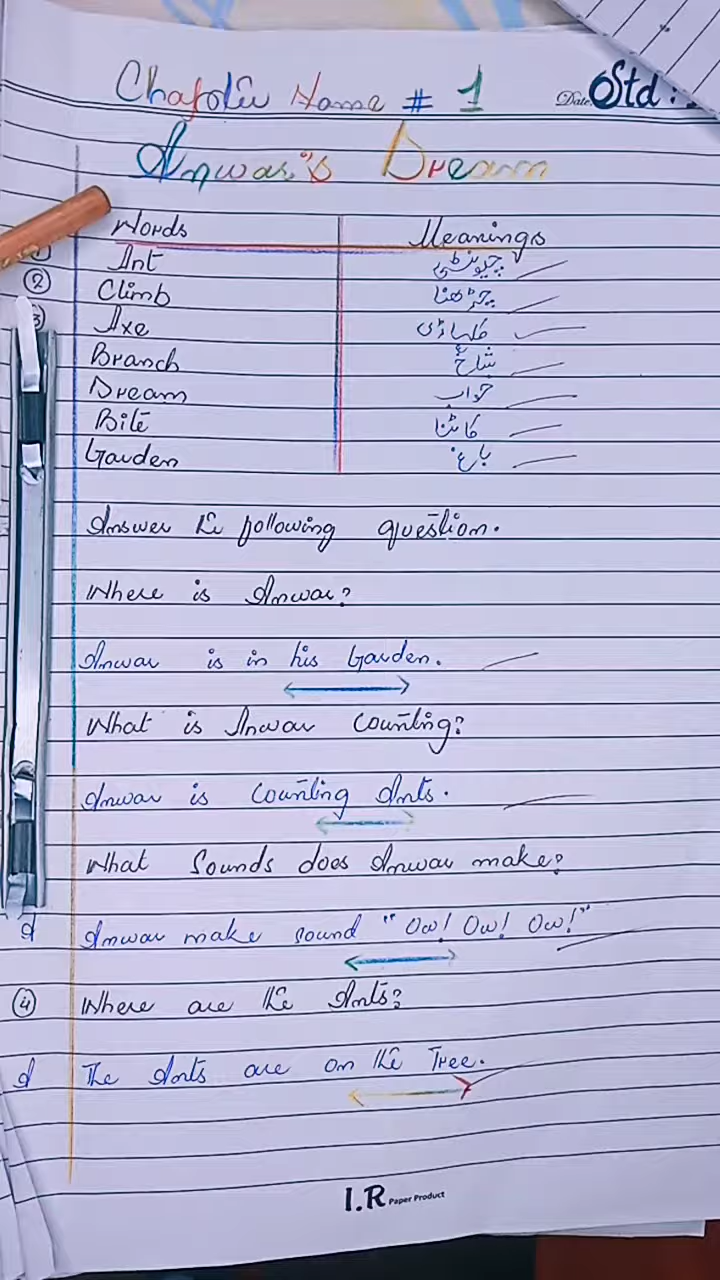 Chapter Name # 1
Date: Std:
Anwar's Dream
Words Meanings
Ant چیونٹی
② Climb چڑھنا
Axe کلہاڑی
Branch شاخ
Dream خواب
Bite کاٹنا
Garden باغ
Answer the following question.
Where is Anwar?
Anwar is in his Garden.
What is Anwar counting?
Anwar is counting Ants.
What Sounds does Anwar make?
Anwar make sound "Ow! Ow! Ow!"
④ Where are the Ants?
The Ants are on the Tree.
I.R Paper Product